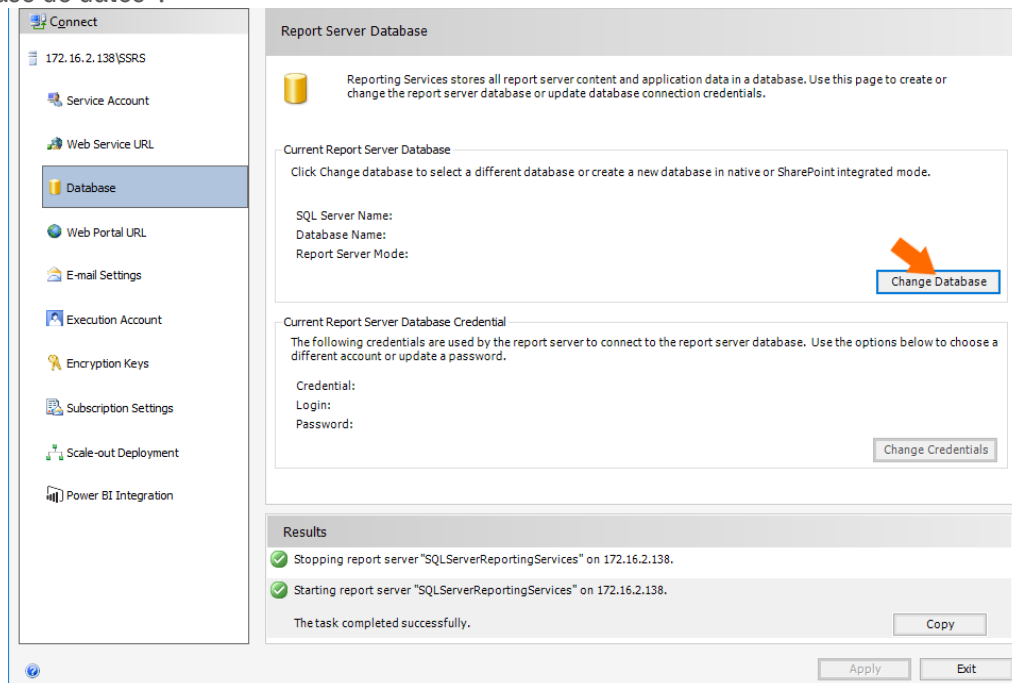 Connect
172.16.2.138\SSRS
Service Account
Web Service URL
Database
Web Portal URL
E-mail Settings
Execution Account
Encryption Keys
Subscription Settings
Scale-out Deployment
Power BI Integration
Report Server Database
Reporting Services stores all report server content and application data in a database. Use this page to create or
change the report server database or update database connection credentials.
Current Report Server Database
Click Change database to select a different database or create a new database in native or SharePoint integrated mode.
SQL Server Name:
Database Name:
Report Server Mode:
Change Database
Current Report Server Database Credential
The following credentials are used by the report server to connect to the report server database. Use the options below to choose a
different account or update a password.
Credential:
Login:
Password:
Change Credentials
Results
Stopping report server "SQLServerReportingServices" on 172.16.2.138.
Starting report server "SQLServerReportingServices" on 172.16.2.138.
The task completed successfully.
Copy
Apply
Exit